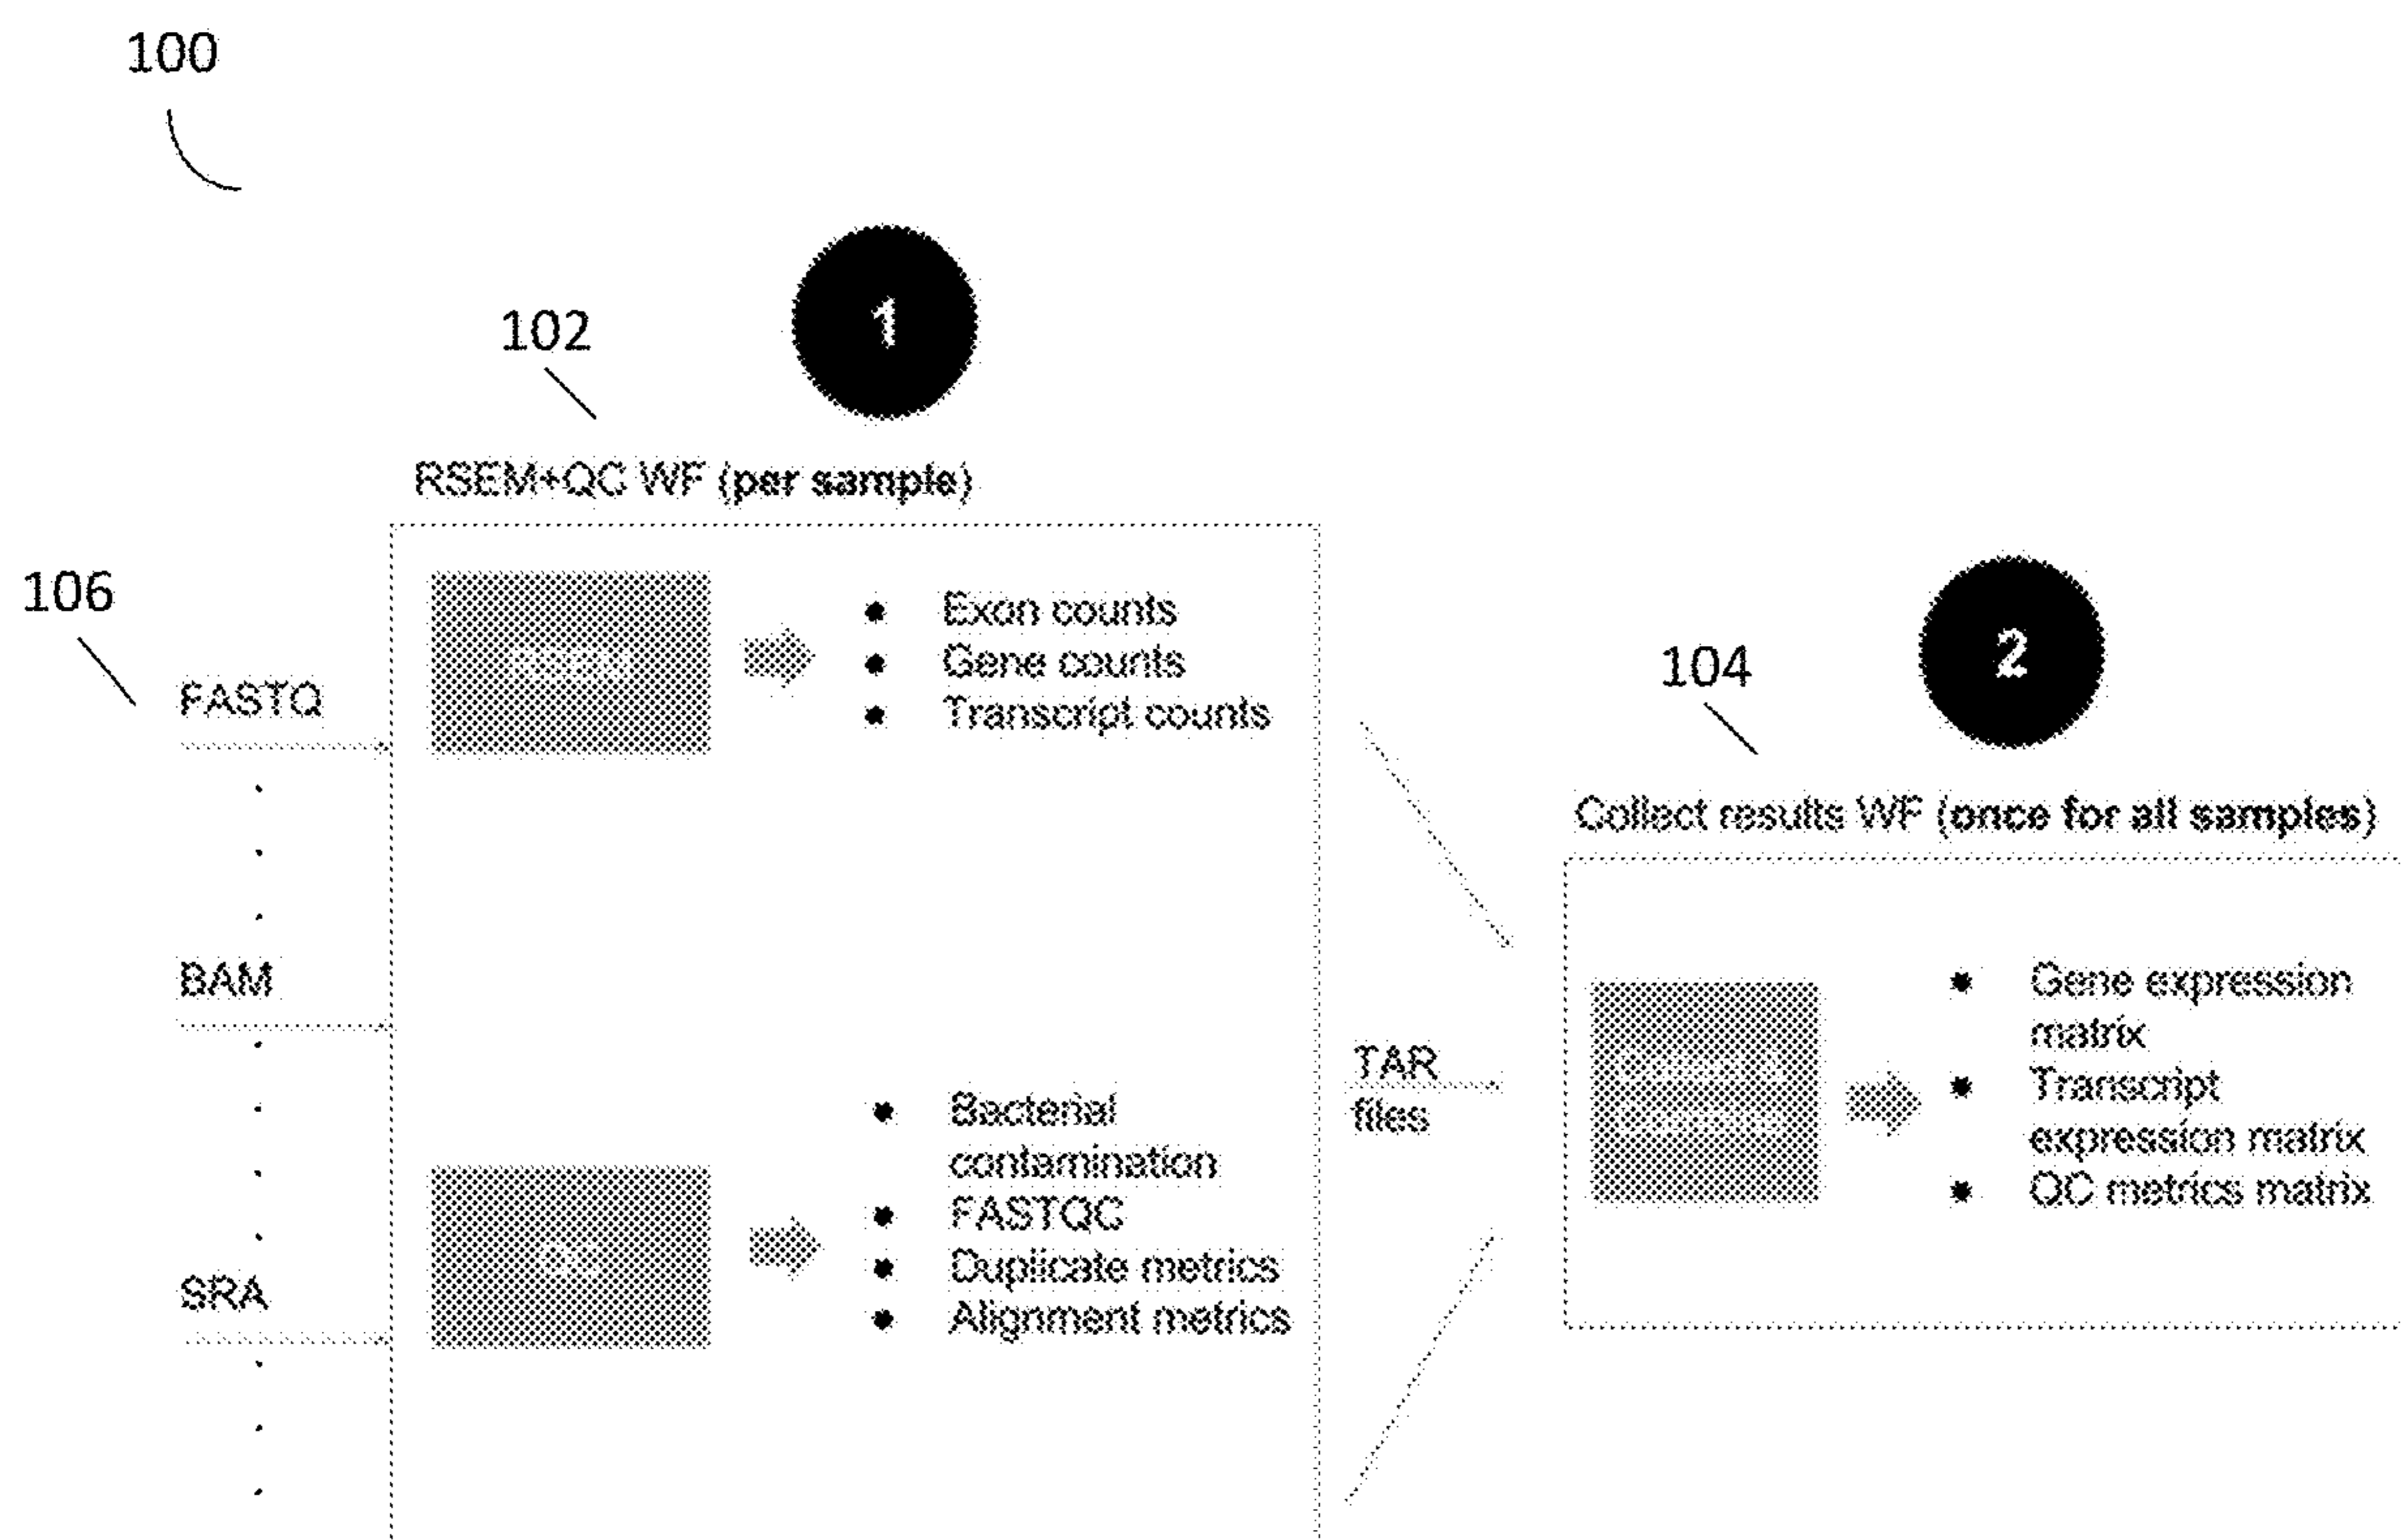 100
1
102
RSEM+QC WF (per sample)
106
Exon counts
Gene counts
Transcript counts
FASTQ
2
104
Collect results WF (once for all samples)
BAM
Gene expression
matrix
Transcript
expression matrix
QC metrics matrix
TAR
files
Bacterial
contamination
FASTQC
Duplicate metrics
Alignment metrics
QC
SRA